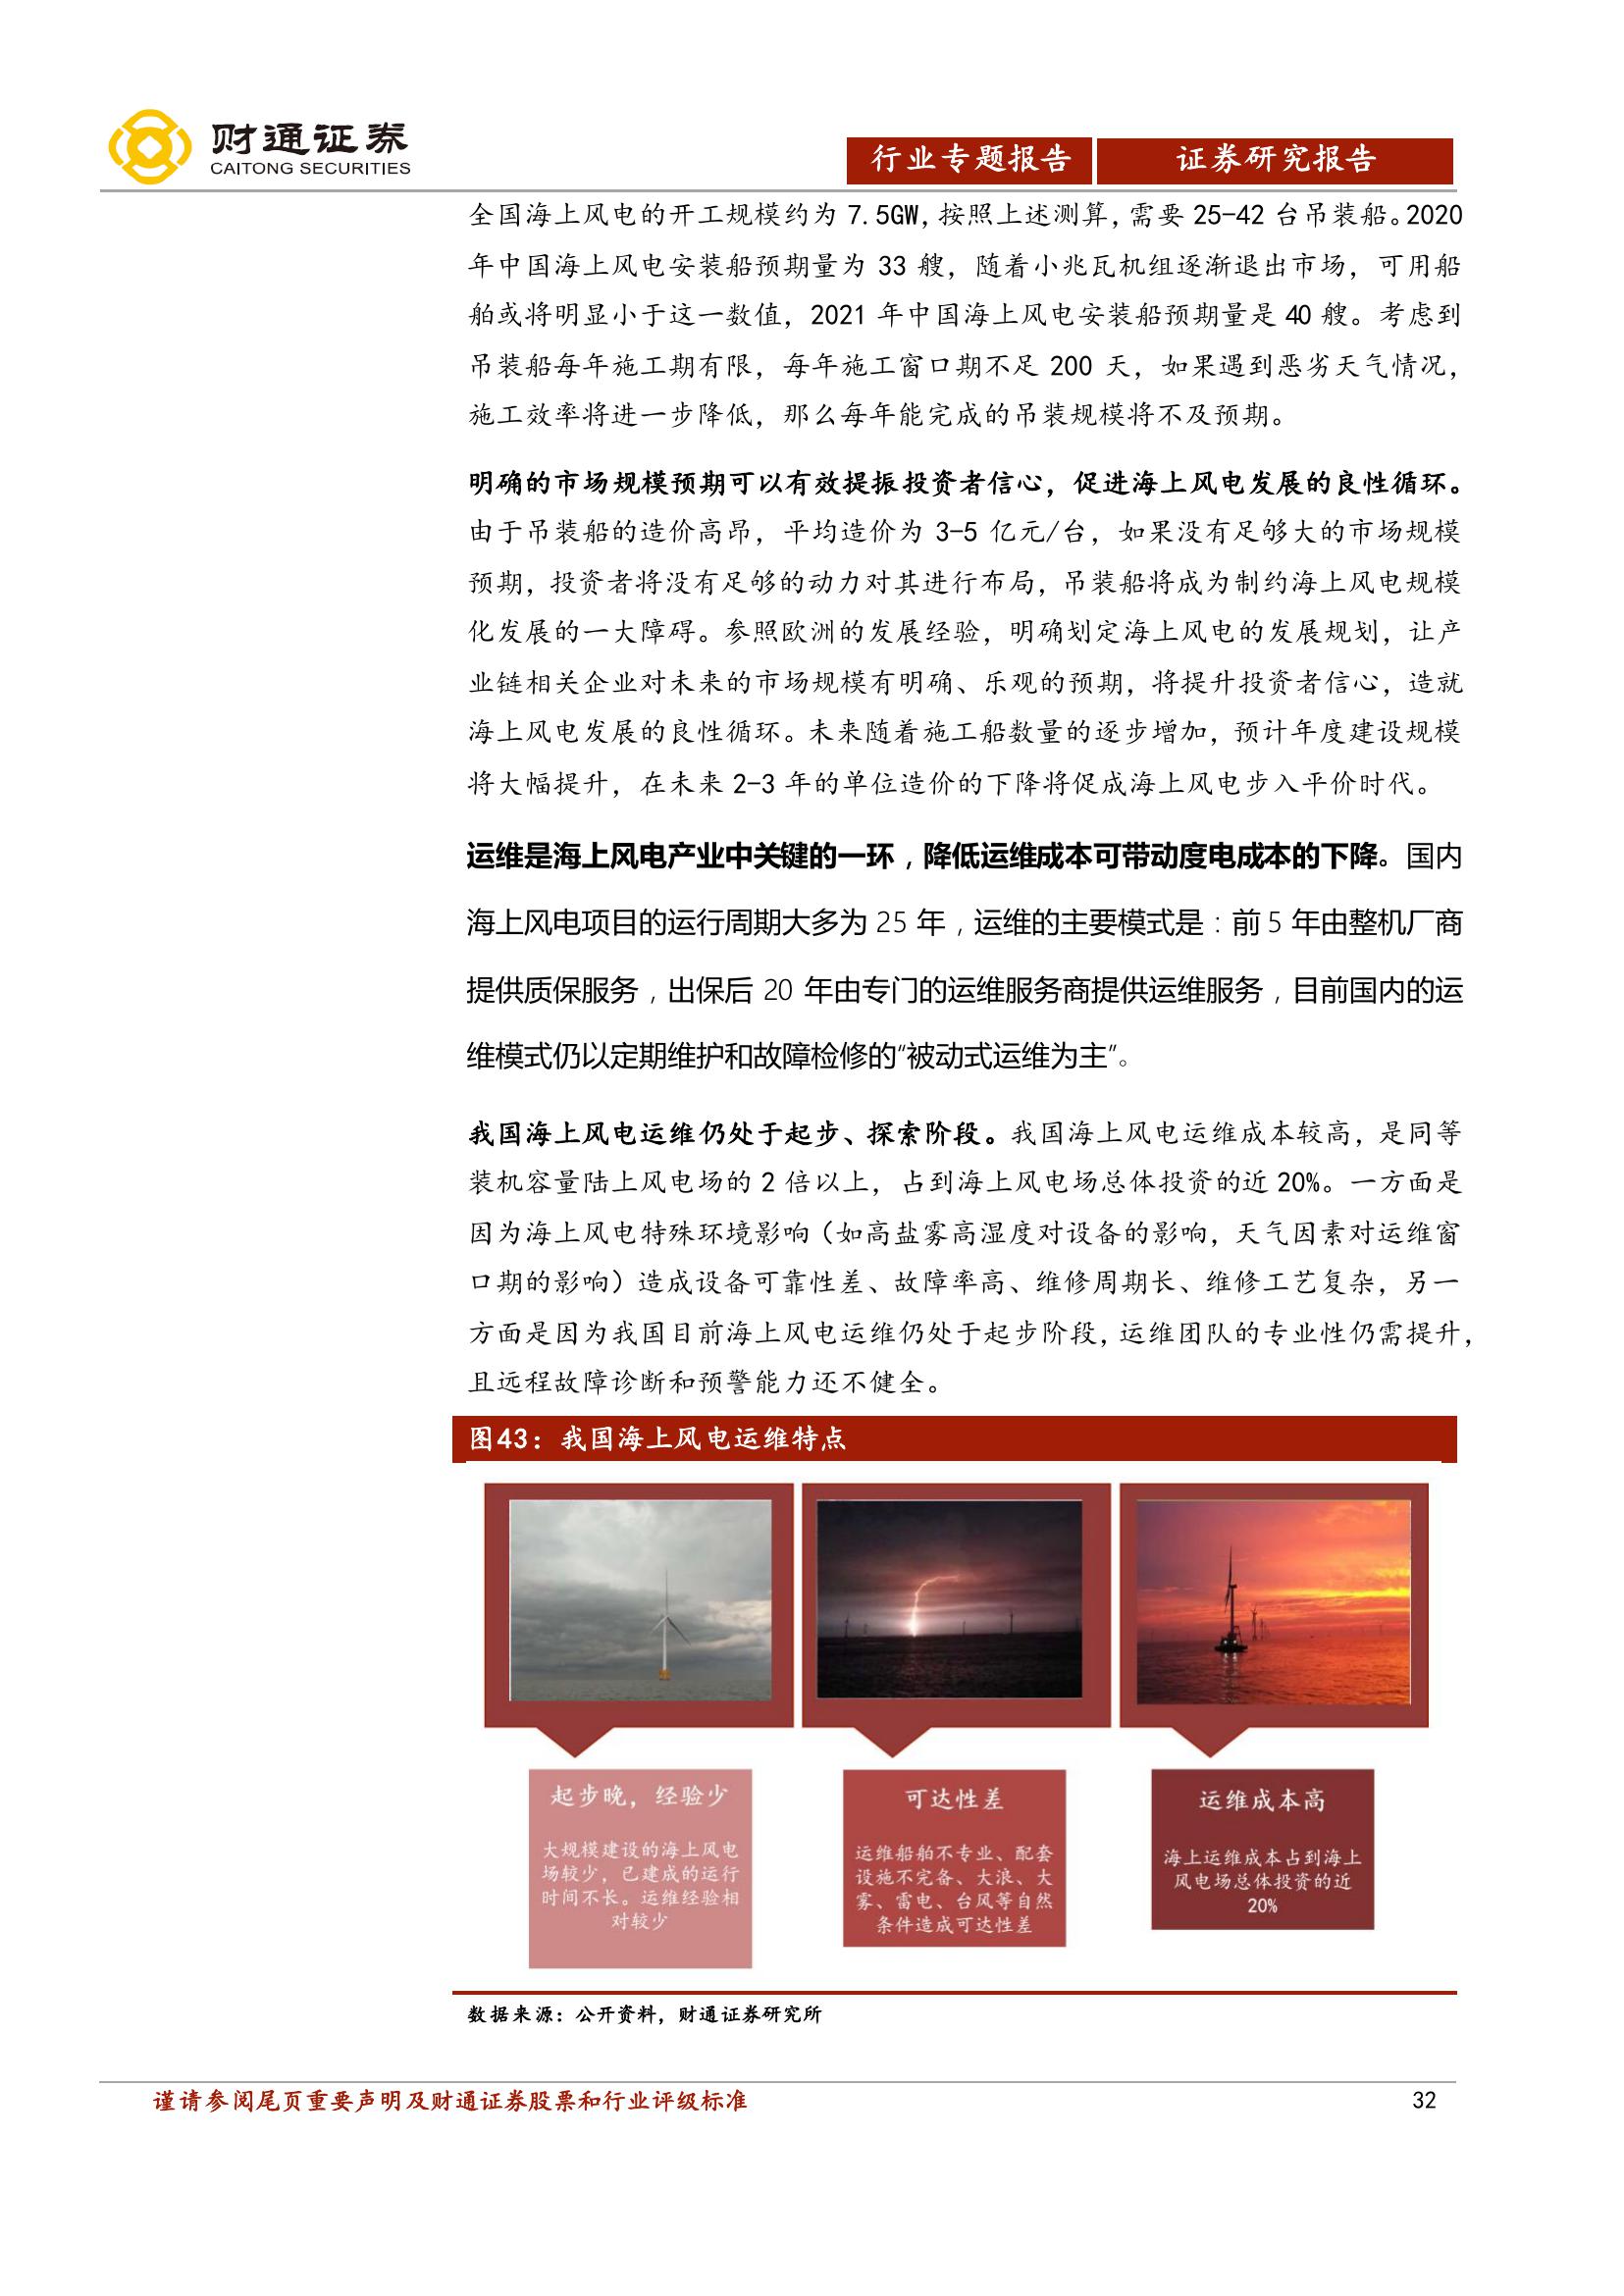 财通证券
CAITONG SECURITIES
行业专题报告
证券研究报告
全国海上风电的开工规模约为 7.5GW，按照上述测算，需要 25-42 台吊装船。2020
年中国海上风电安装船预期量为 33 艘，随着小兆瓦机组逐渐退出市场，可用船
舶或将明显小于这一数值，2021 年中国海上风电安装船预期量是 40 艘。考虑到
吊装船每年施工期有限，每年施工窗口期不足 200 天，如果遇到恶劣天气情况，
施工效率将进一步降低，那么每年能完成的吊装规模将不及预期。
明确的市场规模预期可以有效提振投资者信心，促进海上风电发展的良性循环。
由于吊装船的造价高昂，平均造价为 3-5 亿元/台，如果没有足够大的市场规模
预期，投资者将没有足够的动力对其进行布局，吊装船将成为制约海上风电规模
化发展的一大障碍。参照欧洲的发展经验，明确划定海上风电的发展规划，让产
业链相关企业对未来的市场规模有明确、乐观的预期，将提升投资者信心，造就
海上风电发展的良性循环。未来随着施工船数量的逐步增加，预计年度建设规模
将大幅提升，在未来 2-3 年的单位造价的下降将促成海上风电步入平价时代。
运维是海上风电产业中关键的一环，降低运维成本可带动度电成本的下降。国内
海上风电项目的运行周期大多为 25 年，运维的主要模式是：前 5 年由整机厂商
提供质保服务，出保后 20 年由专门的运维服务商提供运维服务，目前国内的运
维模式仍以定期维护和故障检修的“被动式运维为主”。
我国海上风电运维仍处于起步、探索阶段。我国海上风电运维成本较高，是同等
装机容量陆上风电场的 2 倍以上，占到海上风电场总体投资的近 20%。一方面是
因为海上风电特殊环境影响（如高盐雾高湿度对设备的影响，天气因素对运维窗
口期的影响）造成设备可靠性差、故障率高、维修周期长、维修工艺复杂，另一
方面是因为我国目前海上风电运维仍处于起步阶段，运维团队的专业性仍需提升，
且远程故障诊断和预警能力还不健全。
图43：我国海上风电运维特点
起步晚，经验少
大规模建设的海上风电
场较少，已建成的运行
时间不长。运维经验相
对较少
可达性差
运维船舶不专业、配套
设施不完备、大浪、大
雾、雷电、台风等自然
条件造成可达性差
运维成本高
海上运维成本占到海上
风电场总体投资的近
20%
数据来源：公开资料，财通证券研究所
谨请参阅尾页重要声明及财通证券股票和行业评级标准
32